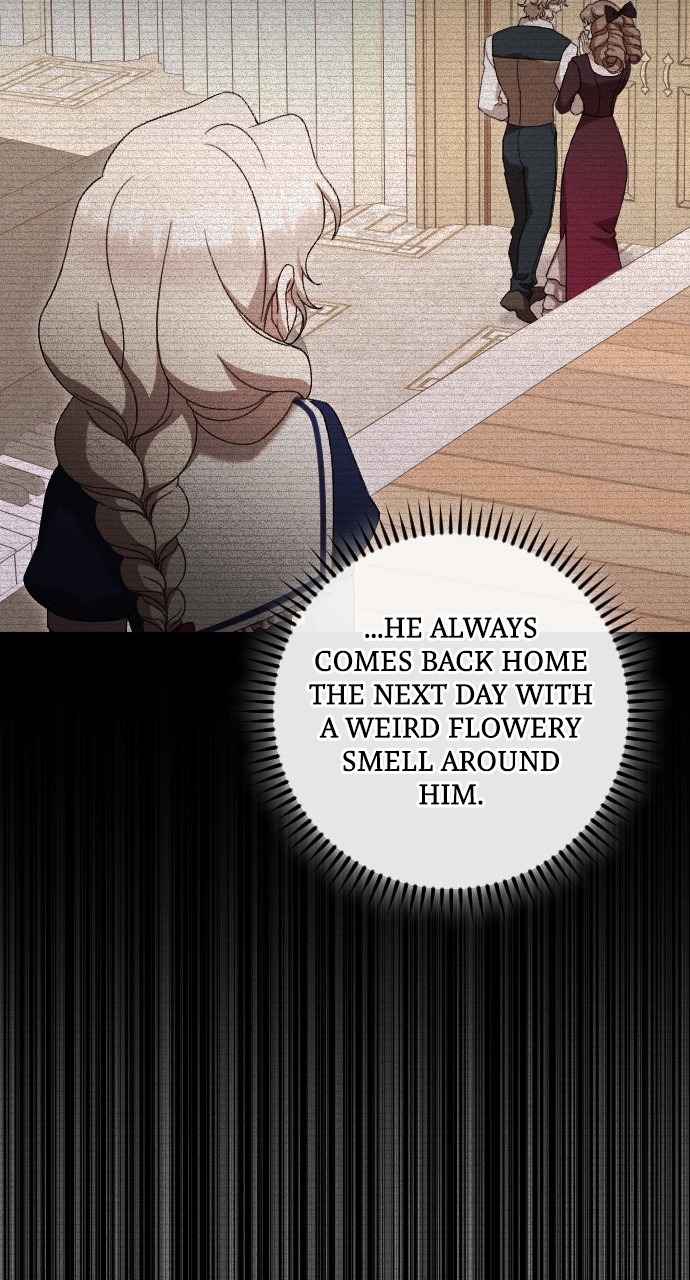 ...HE ALWAYS
COMES BACK HOME
THE NEXT DAY WITH
A WEIRD FLOWERY
SMELL AROUND
HIM.